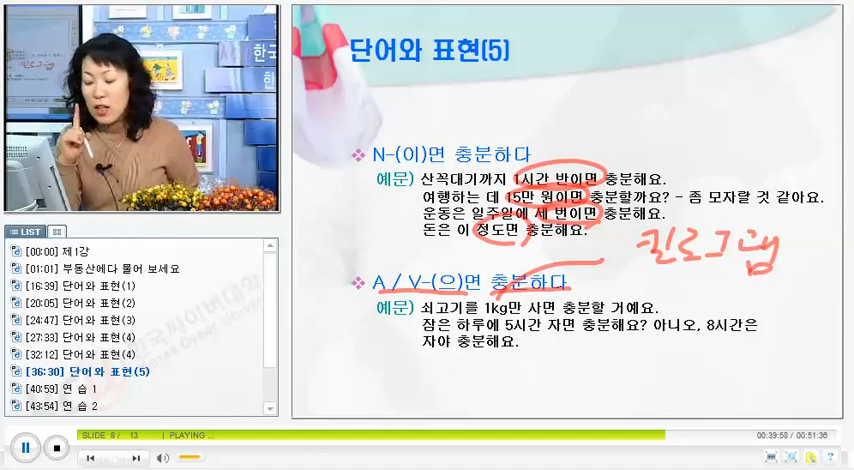 단어와 표현(5)
N-(이)면 충분하다
예문) 산꼭대기까지 1시간 반이면 충분해요.
여행하는 데 15만 원이면 충분할까요? - 좀 모자랄 것 같아요.
운동은 일주일에 세 번이면 충분해요.
돈은 이 정도면 충분해요.
킬로그램
A / V-(으)면 충분하다
예문) 쇠고기를 1kg만 사면 충분할 거예요.
잠은 하루에 5시간 자면 충분해요? 아니오, 8시간은
자야 충분해요.
LIST
[00:00] 제1강
[01:01] 부동산에다 물어 보세요
[16:39] 단어와 표현(1)
[20:05] 단어와 표현(2)
[24:47] 단어와 표현(3)
[27:33] 단어와 표현(4)
[32:12] 단어와 표현(4)
[36:30] 단어와 표현(5)
[40:59] 연 습 1
[43:54] 연 습 2
SLIDE 8 / 13 | PLAYING ...
00:39:58 / 00:51:36